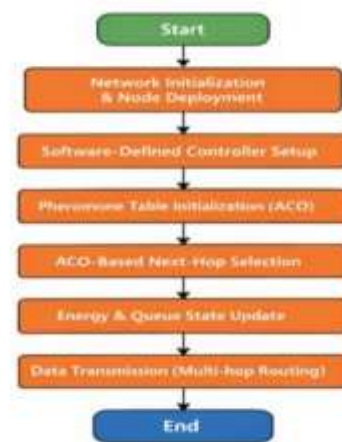 Start
Network Initialization
& Node Deployment
Software-Defined Controller Setup
Pheromone Table Initialization (ACO)
ACO-Based Next-Hop Selection
Energy & Queue State Update
Data Transmission (Multi-hop Routing)
End